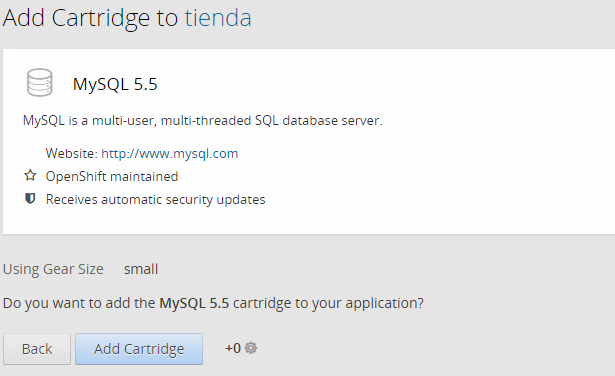 Add Cartridge to tienda
MySQL 5.5
MySQL is a multi-user, multi-threaded SQL database server.
Website: http://www.mysql.com
OpenShift maintained
Receives automatic security updates
Using Gear Size small
Do you want to add the MySQL 5.5 cartridge to your application?
Back Add Cartridge +0